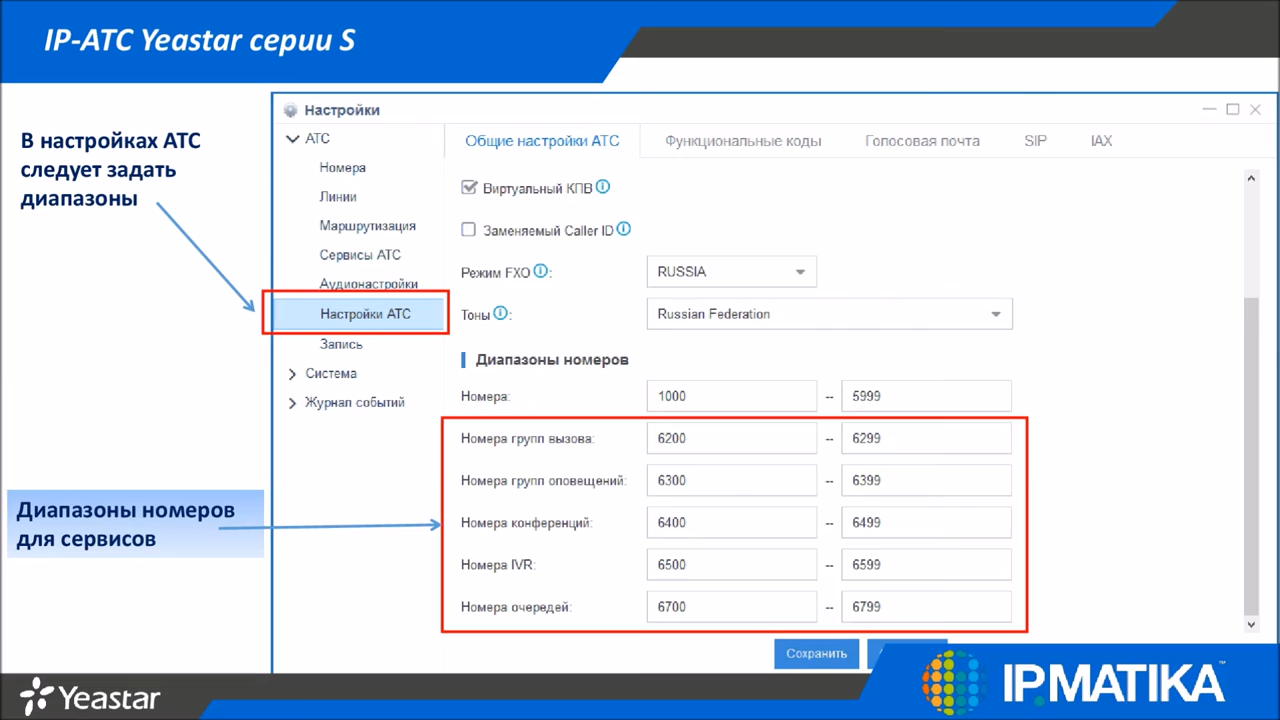 IP-АТС Yeastar серии S
В настройках АТС
следует задать
диапазоны
Диапазоны номеров
для сервисов
Настройки
АТС
Номера
Линии
Маршрутизация
Сервисы АТС
Аудионастройки
Настройки АТС
Запись
Система
Журнал событий
Общие настройки АТС Функциональные коды Голосовая почта SIP IAX
Виртуальный КПВ
Заменяемый Caller ID
Режим FXO : RUSSIA
Тоны : Russian Federation
Диапазоны номеров
Номера: 1000 -- 5999
Номера групп вызова: 6200 -- 6299
Номера групп оповещений: 6300 -- 6399
Номера конференций: 6400 -- 6499
Номера IVR: 6500 -- 6599
Номера очередей: 6700 -- 6799
Сохранить
Yeastar
IPMATIKA™